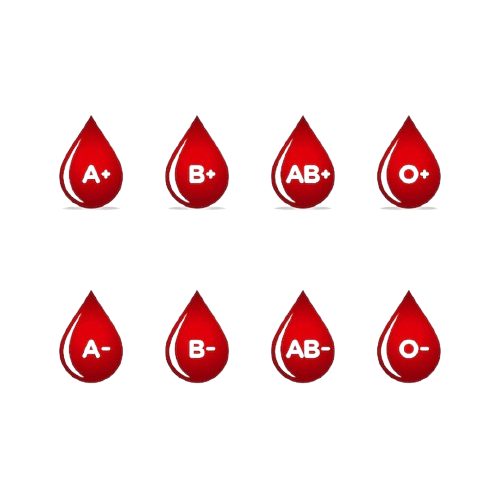 A+ B+ AB+ O+
A- B- AB- O-